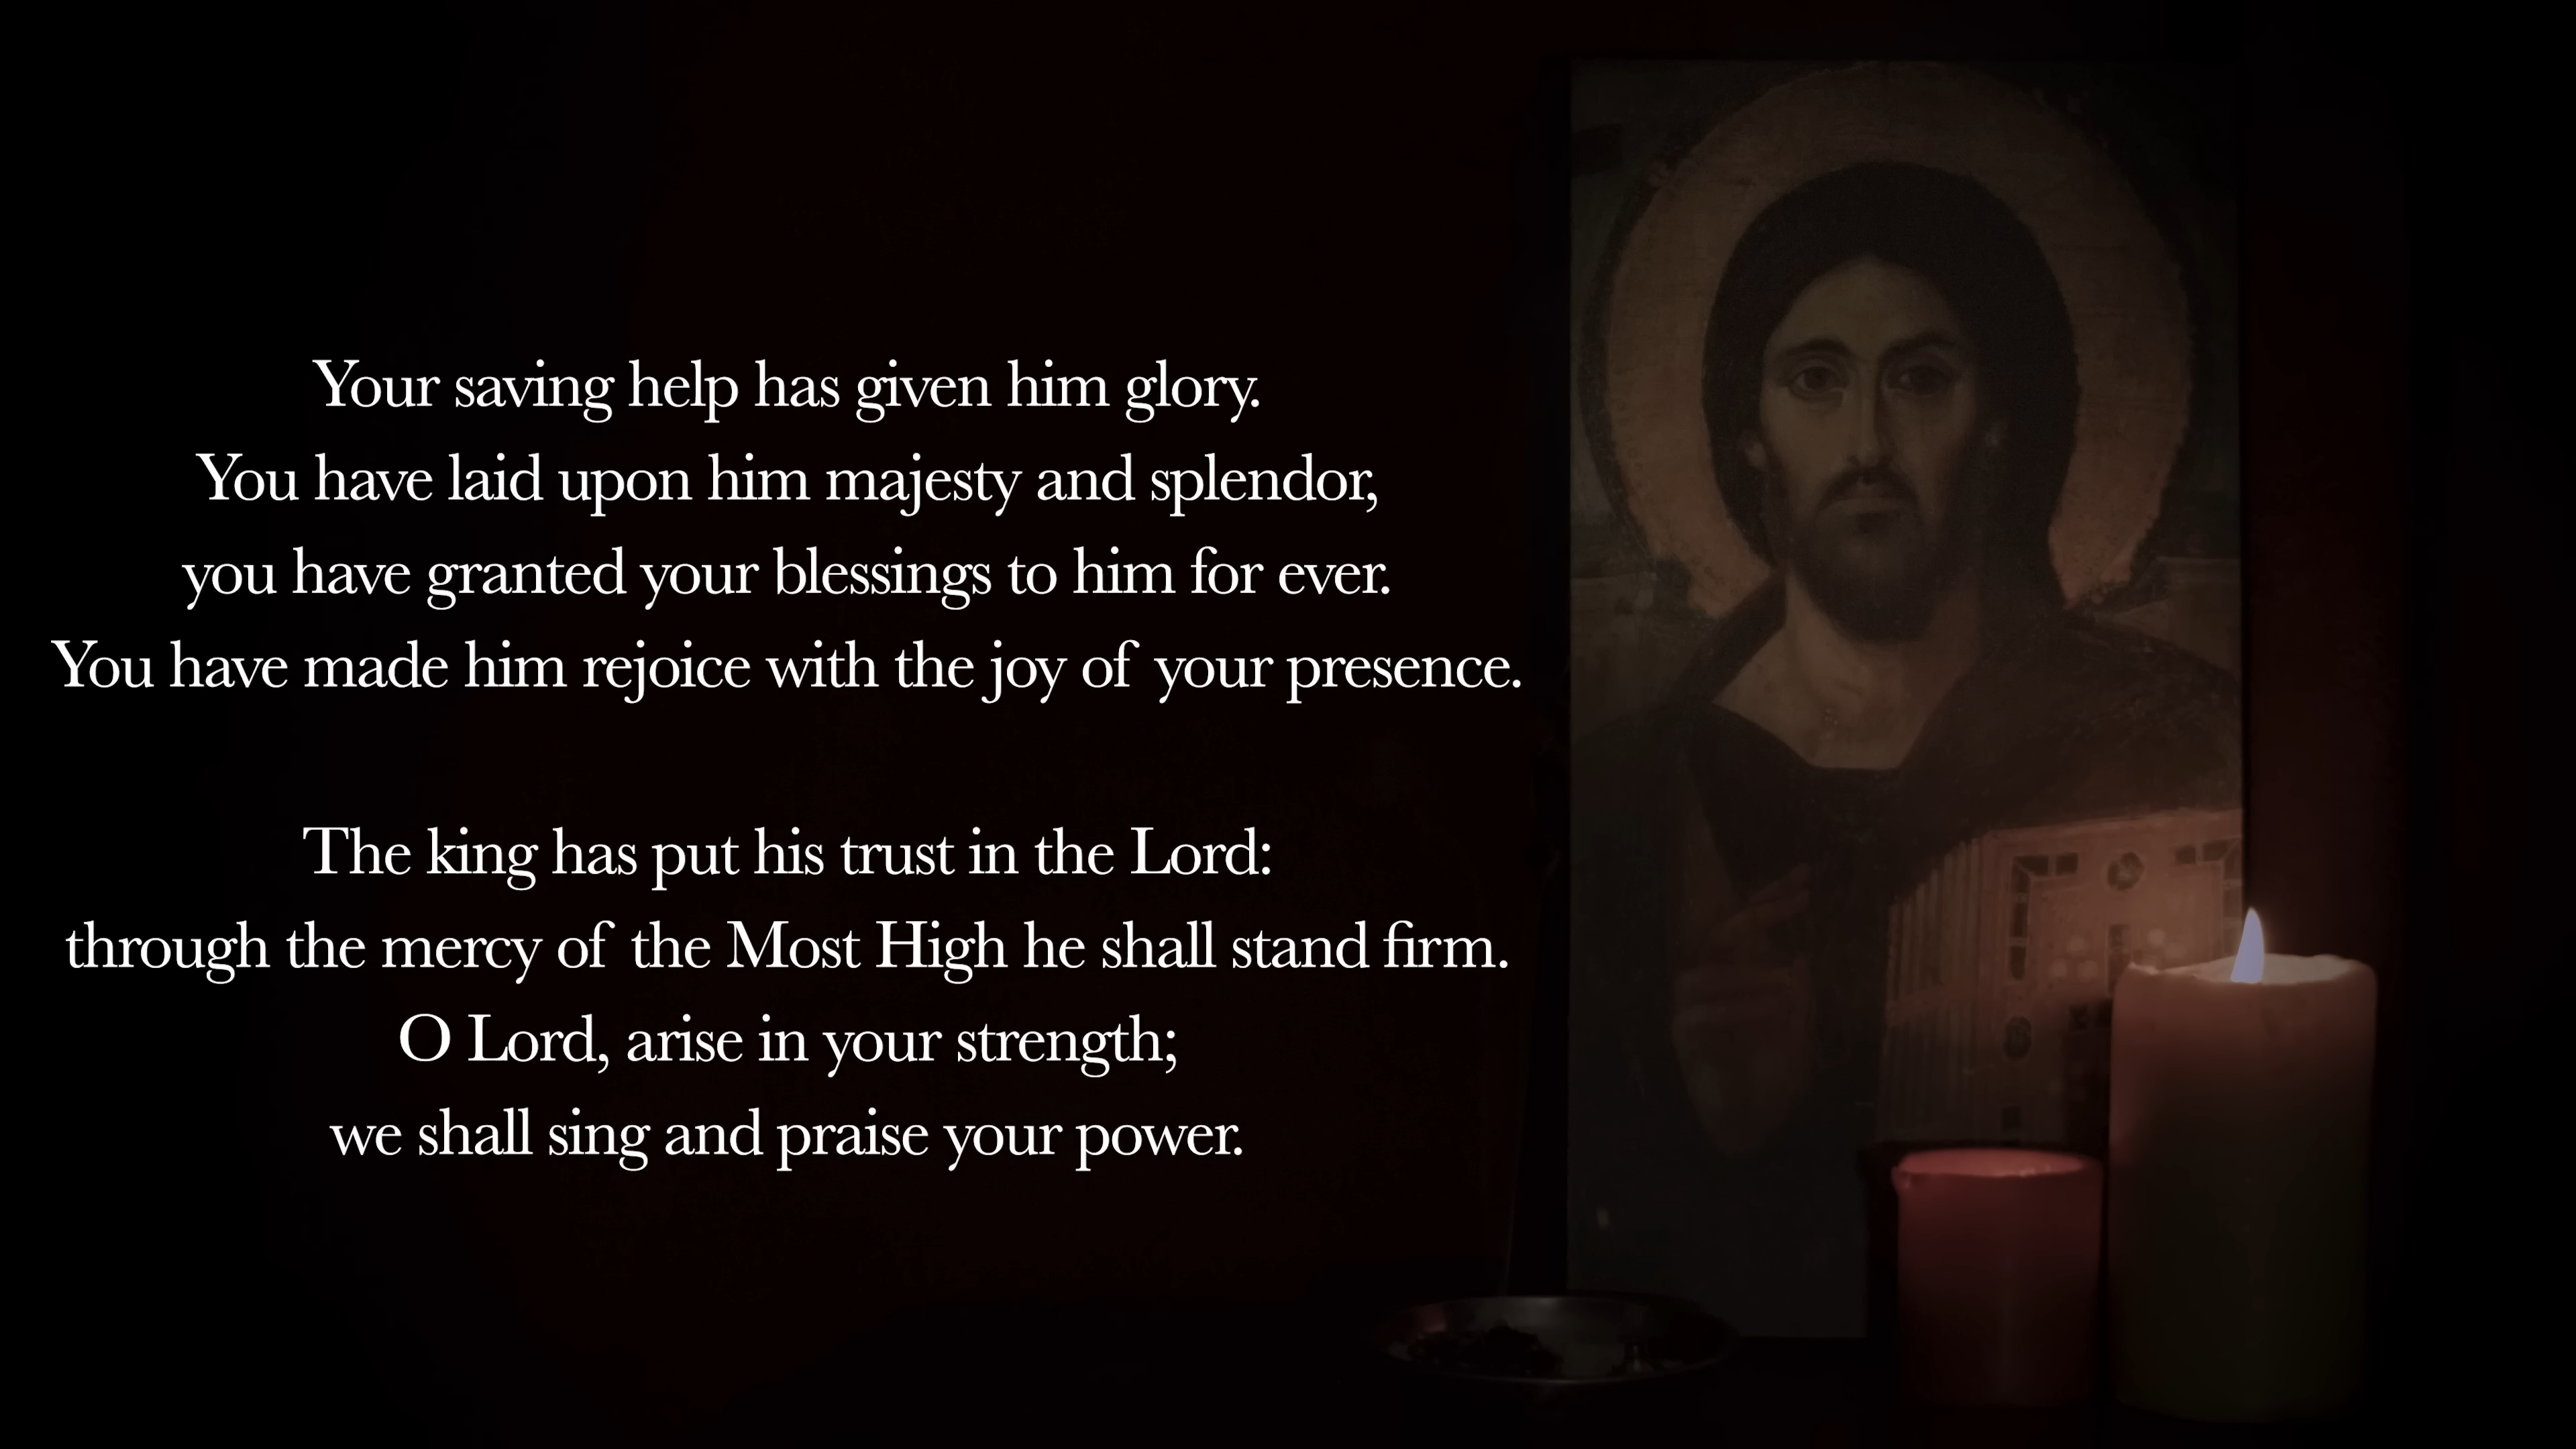 Your saving help has given him glory.
You have laid upon him majesty and splendor,
you have granted your blessings to him for ever.
You have made him rejoice with the joy of your presence.
The king has put his trust in the Lord:
through the mercy of the Most High he shall stand firm.
O Lord, arise in your strength;
we shall sing and praise your power.